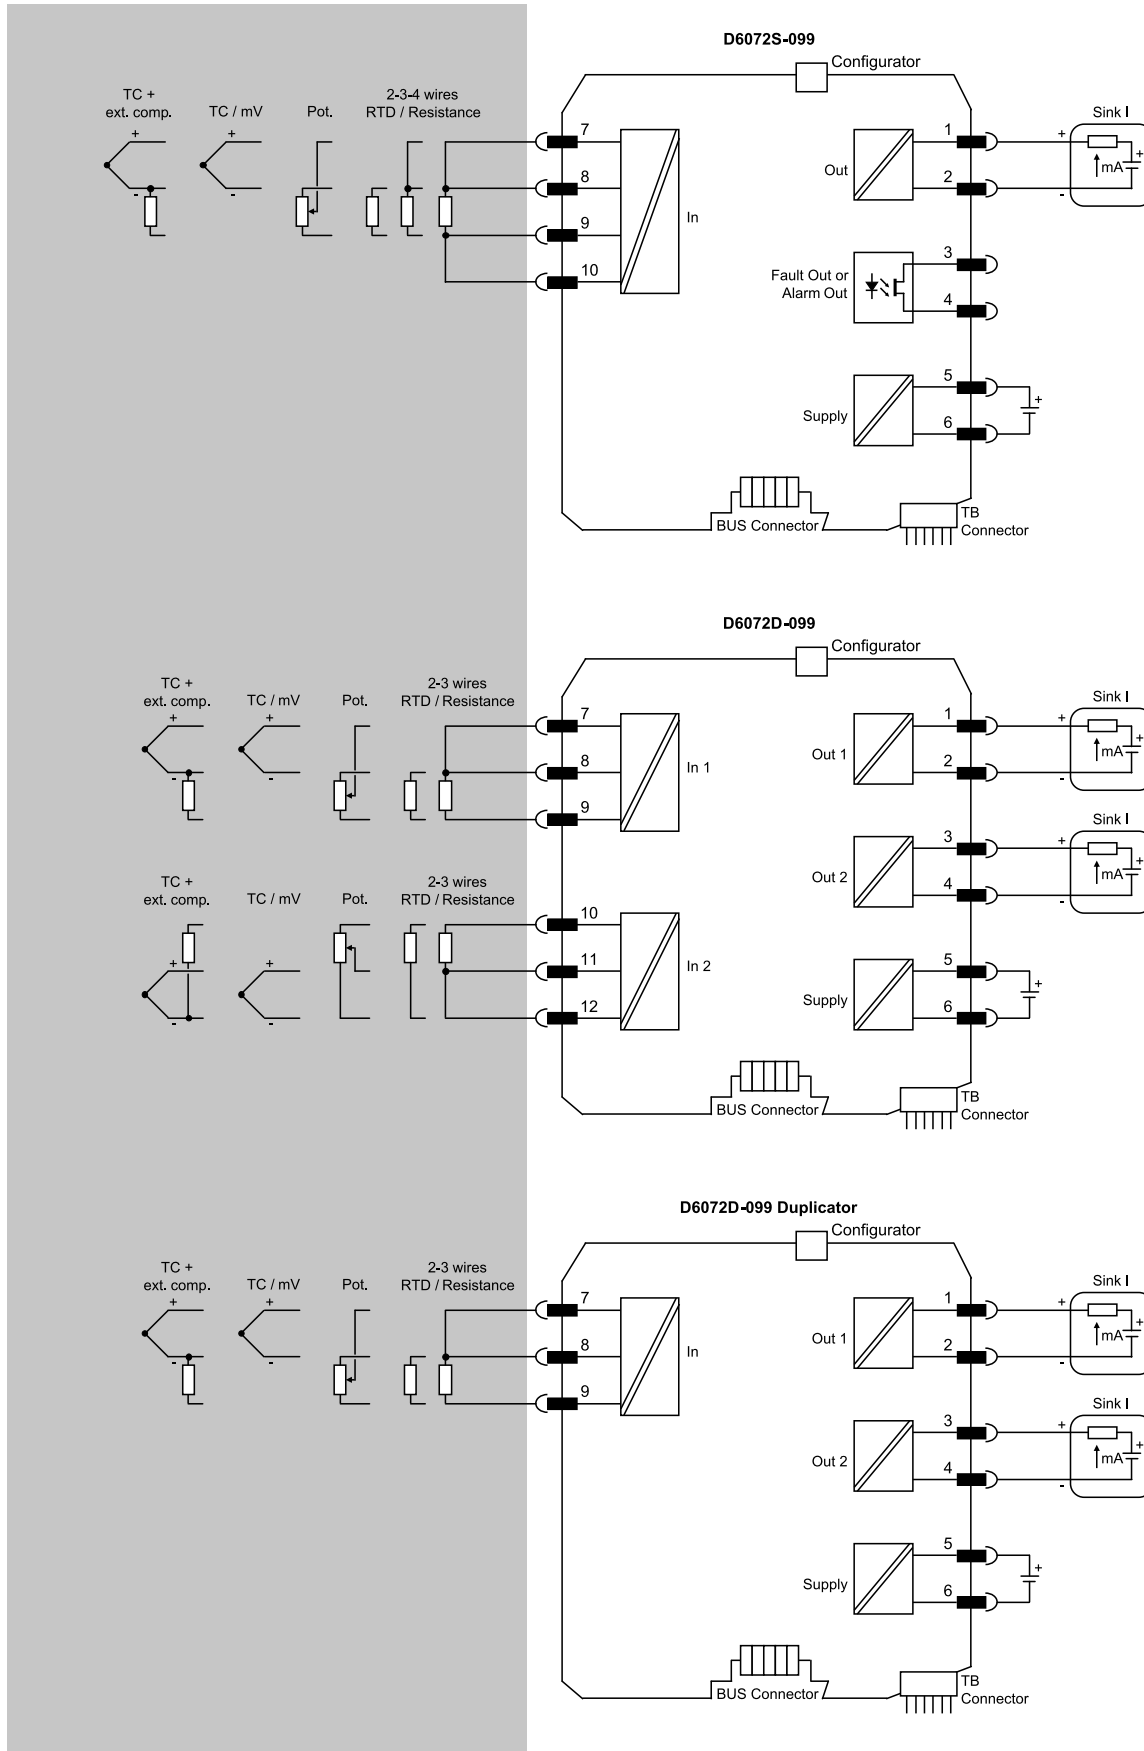 D6072S-099
Configurator
TC +
ext. comp.
TC / mV
Pot.
2-3-4 wires
RTD / Resistance
+
-
+
-
7
8
9
10
In
Out
1
2
+
-
Sink I
mA
+
Fault Out or
Alarm Out
3
4
Supply
5
6
+
BUS Connector
TB
Connector
D6072D-099
Configurator
TC +
ext. comp.
TC / mV
Pot.
2-3 wires
RTD / Resistance
+
-
+
-
7
8
9
In 1
Out 1
1
2
+
-
Sink I
mA
+
Out 2
3
4
+
-
Sink I
mA
+
TC +
ext. comp.
TC / mV
Pot.
2-3 wires
RTD / Resistance
+
-
+
-
10
11
12
In 2
Supply
5
6
+
BUS Connector
TB
Connector
D6072D-099 Duplicator
Configurator
TC +
ext. comp.
TC / mV
Pot.
2-3 wires
RTD / Resistance
+
-
+
-
7
8
9
In
Out 1
1
2
+
-
Sink I
mA
+
Out 2
3
4
+
-
Sink I
mA
+
Supply
5
6
+
BUS Connector
TB
Connector